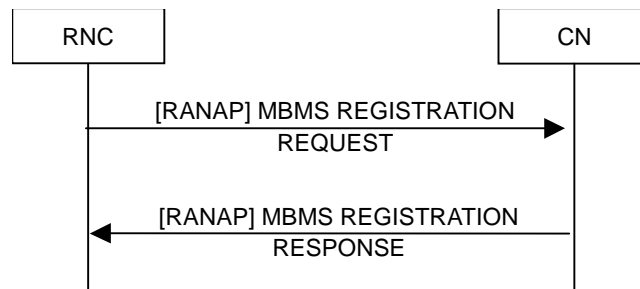 RNC
CN
[RANAP] MBMS REGISTRATION
REQUEST
[RANAP] MBMS REGISTRATION
RESPONSE